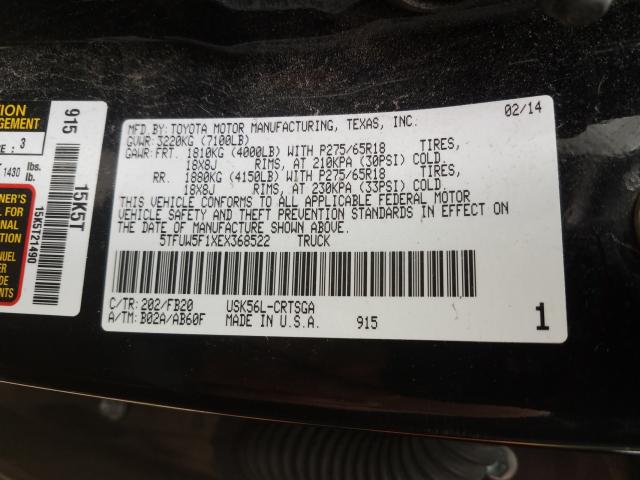 MFD. BY: TOYOTA MOTOR MANUFACTURING, TEXAS, INC. 02/14
GVWR: 3220KG (7100LB)
GAWR: FRT. 1810KG (4000LB) WITH P275/65R18 TIRES,
18X8J RIMS, AT 210KPA (30PSI) COLD.
RR. 1880KG (4150LB) WITH P275/65R18 TIRES,
18X8J RIMS, AT 230KPA (33PSI) COLD.
THIS VEHICLE CONFORMS TO ALL APPLICABLE FEDERAL MOTOR
VEHICLE SAFETY AND THEFT PREVENTION STANDARDS IN EFFECT ON
THE DATE OF MANUFACTURE SHOWN ABOVE.
5TFUW5F1XEX368522 TRUCK
C/TR: 202/FB20 USK56L-CRTSGA
A/TM: B02A/AB60F MADE IN U.S.A. 915 1
915 15K5T
15K5T21490
3
1430 lbs.
lb.